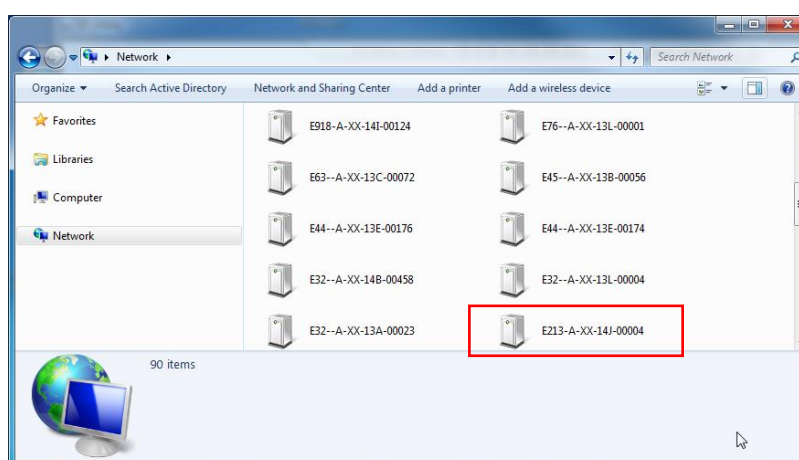 Network
Search Network
Organize Search Active Directory Network and Sharing Center Add a printer Add a wireless device
Favorites
Libraries
Computer
Network
E918-A-XX-14I-00124 E76--A-XX-13L-00001
E63--A-XX-13C-00072 E45--A-XX-13B-00056
E44--A-XX-13E-00176 E44--A-XX-13E-00174
E32--A-XX-14B-00458 E32--A-XX-13L-00004
E32--A-XX-13A-00023 E213-A-XX-14J-00004
90 items